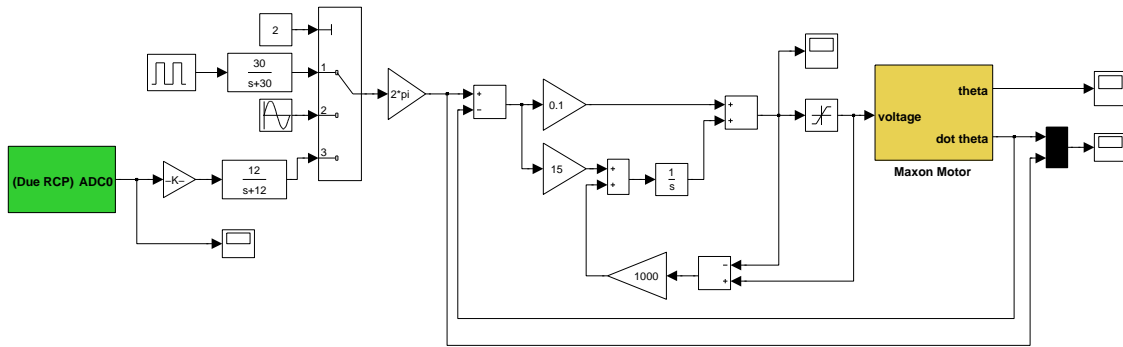 2
30
s+30
1
2
3
2*pi
+
−
0.1
15
+
+
1
s
+
+
voltage
theta
dot theta
Maxon Motor
(Due RCP) ADC0
−K−
12
s+12
1000
−
+